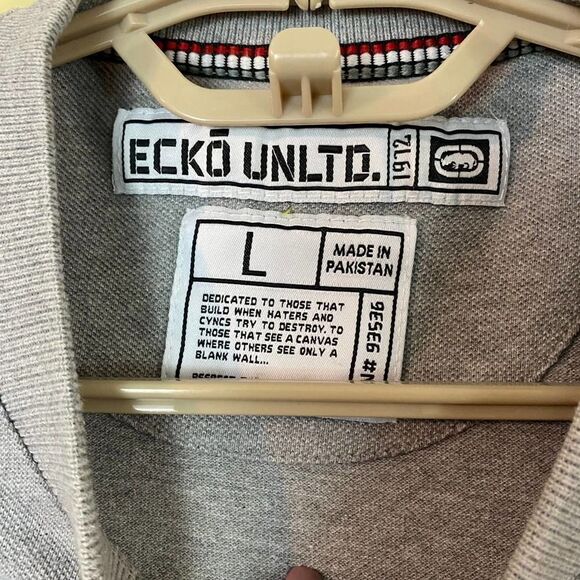 ECKŌ UNLTD. 1972
L
MADE IN
PAKISTAN
DEDICATED TO THOSE THAT
BUILD WHEN HATERS AND
CYNCS TRY TO DESTROY. TO
THOSE THAT SEE A CANVAS
WHERE OTHERS SEE ONLY A
BLANK WALL...
93536